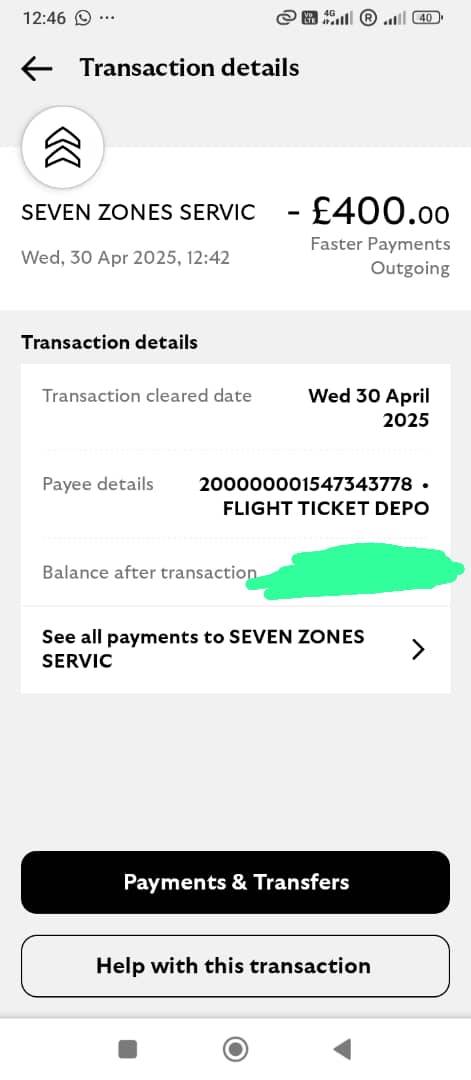 12:46 ... 4G R 40
Transaction details
SEVEN ZONES SERVIC - £400.00
Wed, 30 Apr 2025, 12:42 Faster Payments
Outgoing
Transaction details
Transaction cleared date Wed 30 April
2025
Payee details 200000001547343778 •
FLIGHT TICKET DEPO
Balance after transaction
See all payments to SEVEN ZONES
SERVIC
Payments & Transfers
Help with this transaction